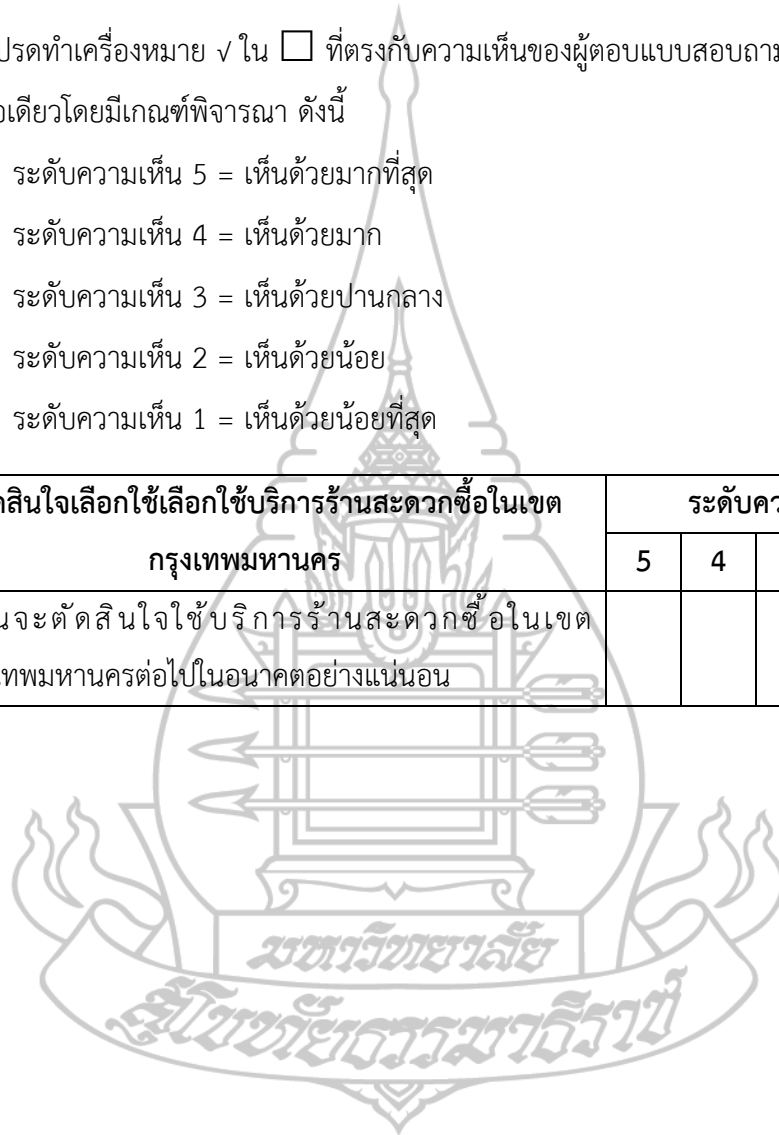 ปรดทำเครื่องหมาย √ ใน □ ที่ตรงกับความเห็นของผู้ตอบแบบสอบถาม
อเดียวโดยมีเกณฑ์พิจารณา ดังนี้
ระดับความเห็น 5 = เห็นด้วยมากที่สุด
ระดับความเห็น 4 = เห็นด้วยมาก
ระดับความเห็น 3 = เห็นด้วยปานกลาง
ระดับความเห็น 2 = เห็นด้วยน้อย
ระดับความเห็น 1 = เห็นด้วยน้อยที่สุด
ดสินใจเลือกใช้เลือกใช้บริการร้านสะดวกซื้อในเขต
กรุงเทพมหานคร
ระดับคว
5 4
นจะตัดสินใจใช้บริการร้านสะดวกซื้อในเขต
เทพมหานครต่อไปในอนาคตอย่างแน่นอน
มหาวิทยาลัย
สุโขทัยธรรมาธิราช